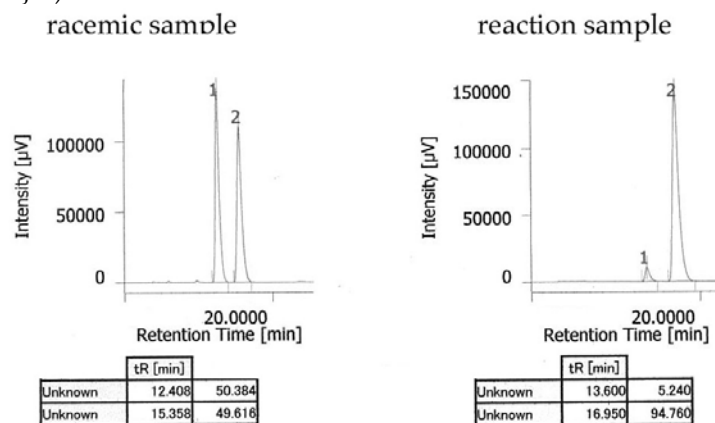 racemic sample
1
2
100000
50000
0
Intensity [µV]
20.0000
Retention Time [min]
tR [min]
Unknown 12.408 50.384
Unknown 15.358 49.616
reaction sample
150000
100000
50000
0
Intensity [µV]
1
2
20.0000
Retention Time [min]
tR [min]
Unknown 13.600 5.240
Unknown 16.950 94.760